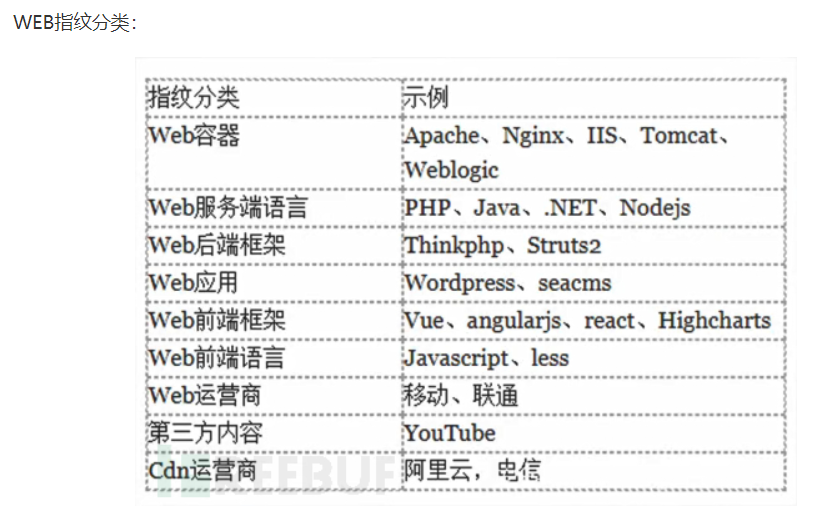 WEB指纹分类：
指纹分类 示例
Web容器 Apache、Nginx、IIS、Tomcat、
Weblogic
Web服务端语言 PHP、Java、.NET、Nodejs
Web后端框架 Thinkphp、Struts2
Web应用 Wordpress、seacms
Web前端框架 Vue、angularjs、react、Highcharts
Web前端语言 Javascript、less
Web运营商 移动、联通
第三方内容 YouTube
Cdn运营商 阿里云，电信
REEBUF